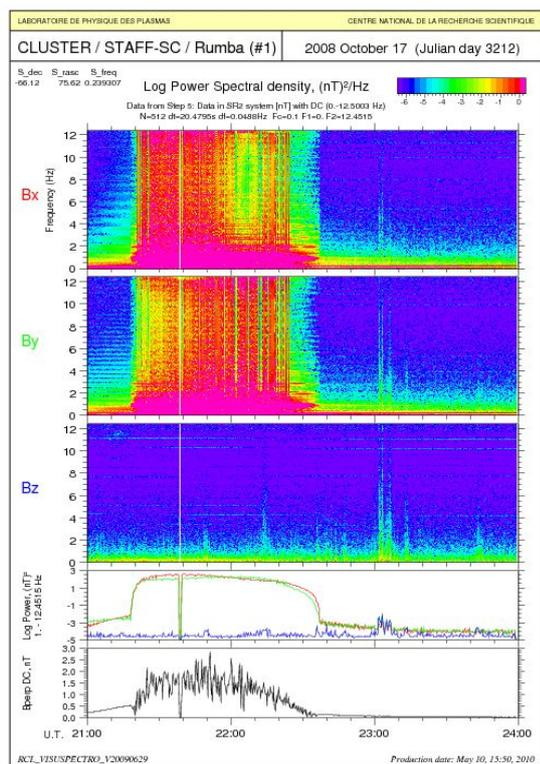 LABORATOIRE DE PHYSIQUE DES PLASMAS
CENTRE NATIONAL DE LA RECHERCHE SCIENTIFIQUE
CLUSTER / STAFF-SC / Rumba (#1)
2008 October 17 (Julian day 3212)
S_dec S_rasc S_freq
-66.12 75.62 0.239307
Log Power Spectral density, (nT)²/Hz
-6 -5 -4 -3 -2 -1 0
Data from Step 5: Data in SR2 system [nT] with DC (0.-12.5003 Hz)
N=512 dt=20.4795s df=0.0488Hz Fc=0.1 F1=0. F2=12.4515
Bx
Frequency (Hz)
12
10
8
6
4
2
0
By
12
10
8
6
4
2
0
Bz
12
10
8
6
4
2
0
Log Power, (nT)²
1.- 12.4515 Hz
3
1
-1
-3
-5
Bperp DC, nT
3.0
2.5
2.0
1.5
1.0
0.5
0.0
U.T. 21:00 22:00 23:00 24:00
RCL_VISUSPECTRO_V20090629
Production date: May 10, 15:50, 2010